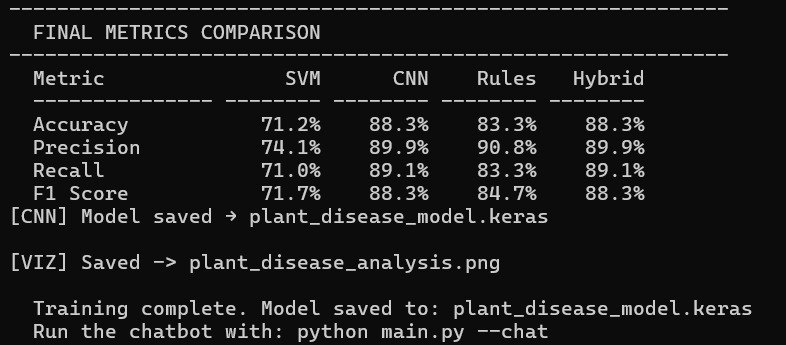 ------------------------------------------------------------
  FINAL METRICS COMPARISON
------------------------------------------------------------
  Metric               SVM      CNN    Rules   Hybrid
  --------------- -------- -------- -------- --------
  Accuracy           71.2%    88.3%    83.3%    88.3%
  Precision          74.1%    89.9%    90.8%    89.9%
  Recall             71.0%    89.1%    83.3%    89.1%
  F1 Score           71.7%    88.3%    84.7%    88.3%
[CNN] Model saved → plant_disease_model.keras
[VIZ] Saved -> plant_disease_analysis.png
  Training complete. Model saved to: plant_disease_model.keras
  Run the chatbot with: python main.py --chat